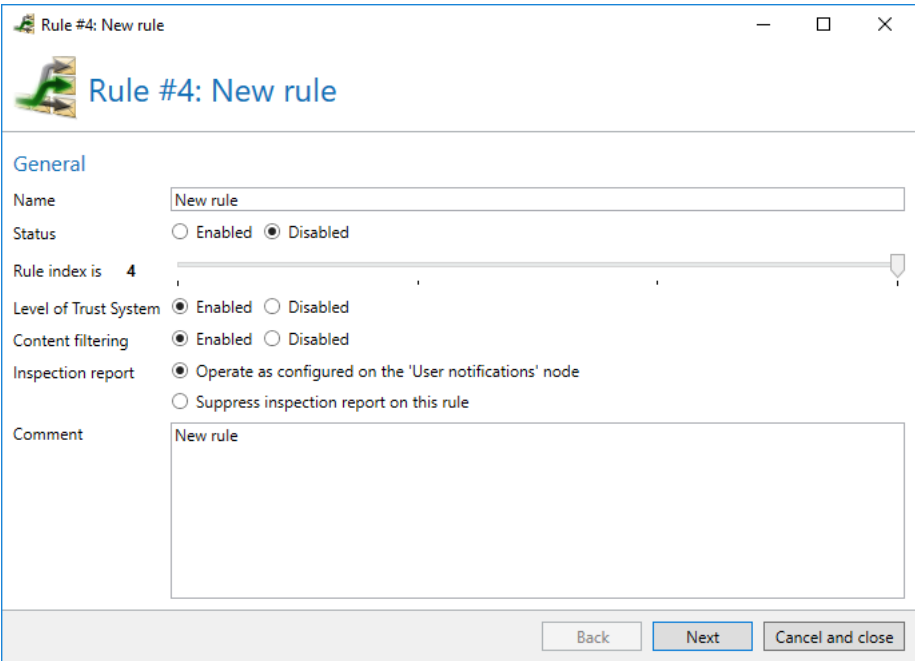 Rule #4: New rule
Rule #4: New rule
General
Name New rule
Status Enabled Disabled
Rule index is 4
Level of Trust System Enabled Disabled
Content filtering Enabled Disabled
Inspection report Operate as configured on the 'User notifications' node
Suppress inspection report on this rule
Comment New rule
Back Next Cancel and close